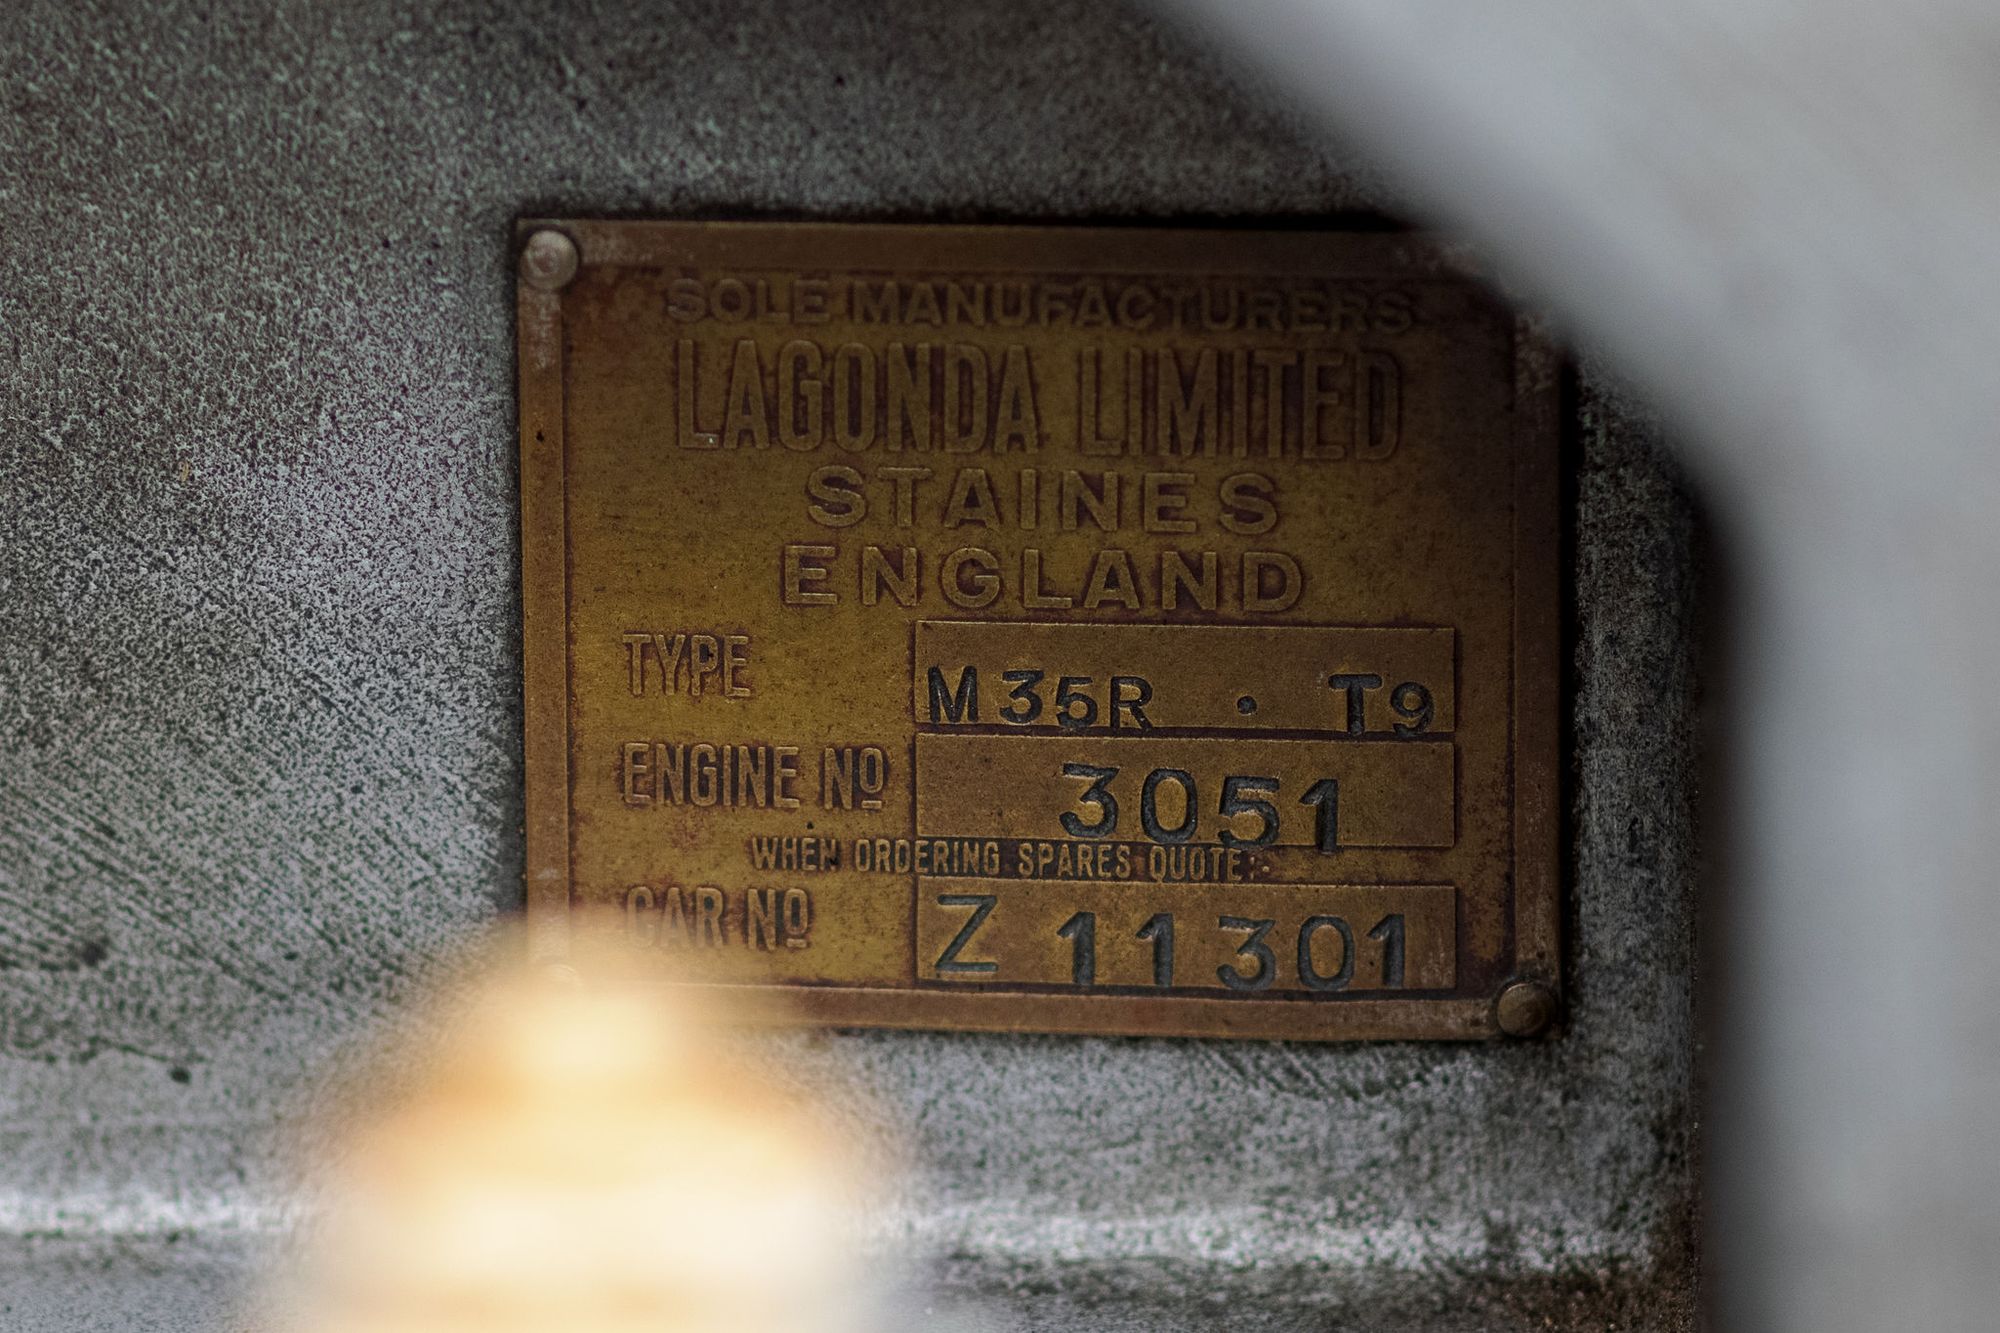 SOLE MANUFACTURERS
LAGONDA LIMITED
STAINES
ENGLAND
TYPE M35R · T9
ENGINE Nº 3051
WHEN ORDERING SPARES QUOTE:-
CAR Nº Z 11301